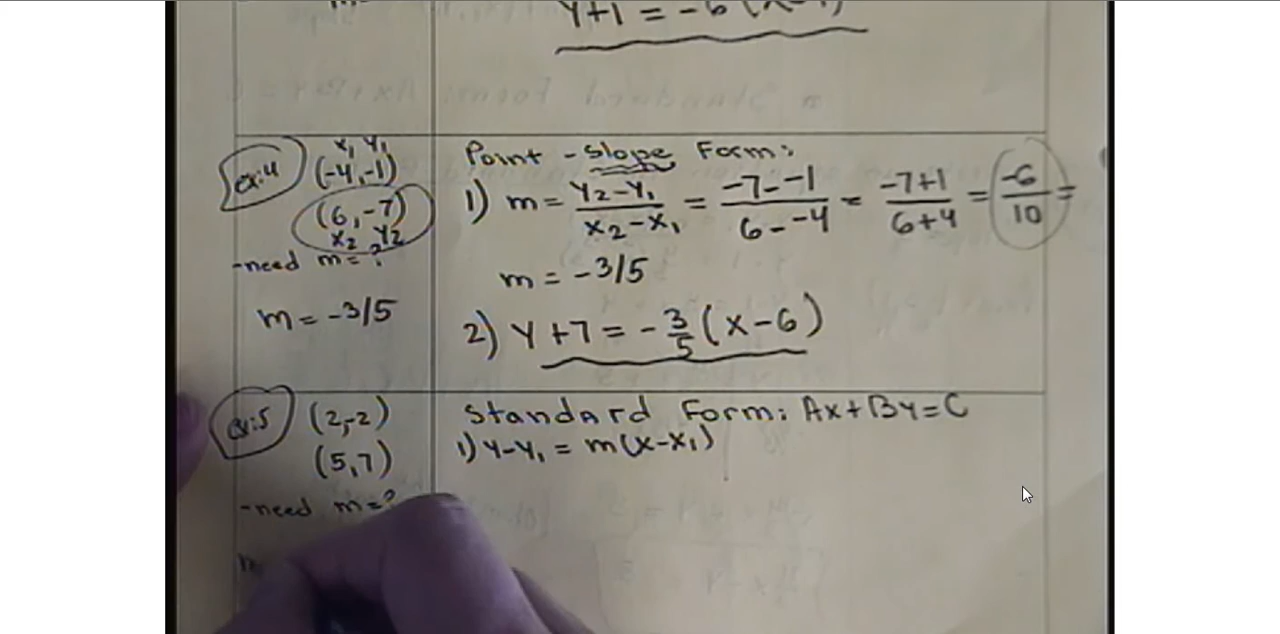 y+1 = -6(x-1)
ex:4
x₁ y₁
(-4,-1)
(6,-7)
x₂ y₂
-need m=?
m = -3/5
Point-slope Form:
1) m = y₂-y₁/x₂-x₁ = -7--1/6--4 = -7+1/6+4 = -6/10 =
m = -3/5
2) y+7 = -3/5(x-6)
ex:5
(2,-2)
(5,7)
-need m=?
Standard Form: Ax+By=C
1) y-y₁ = m(x-x₁)